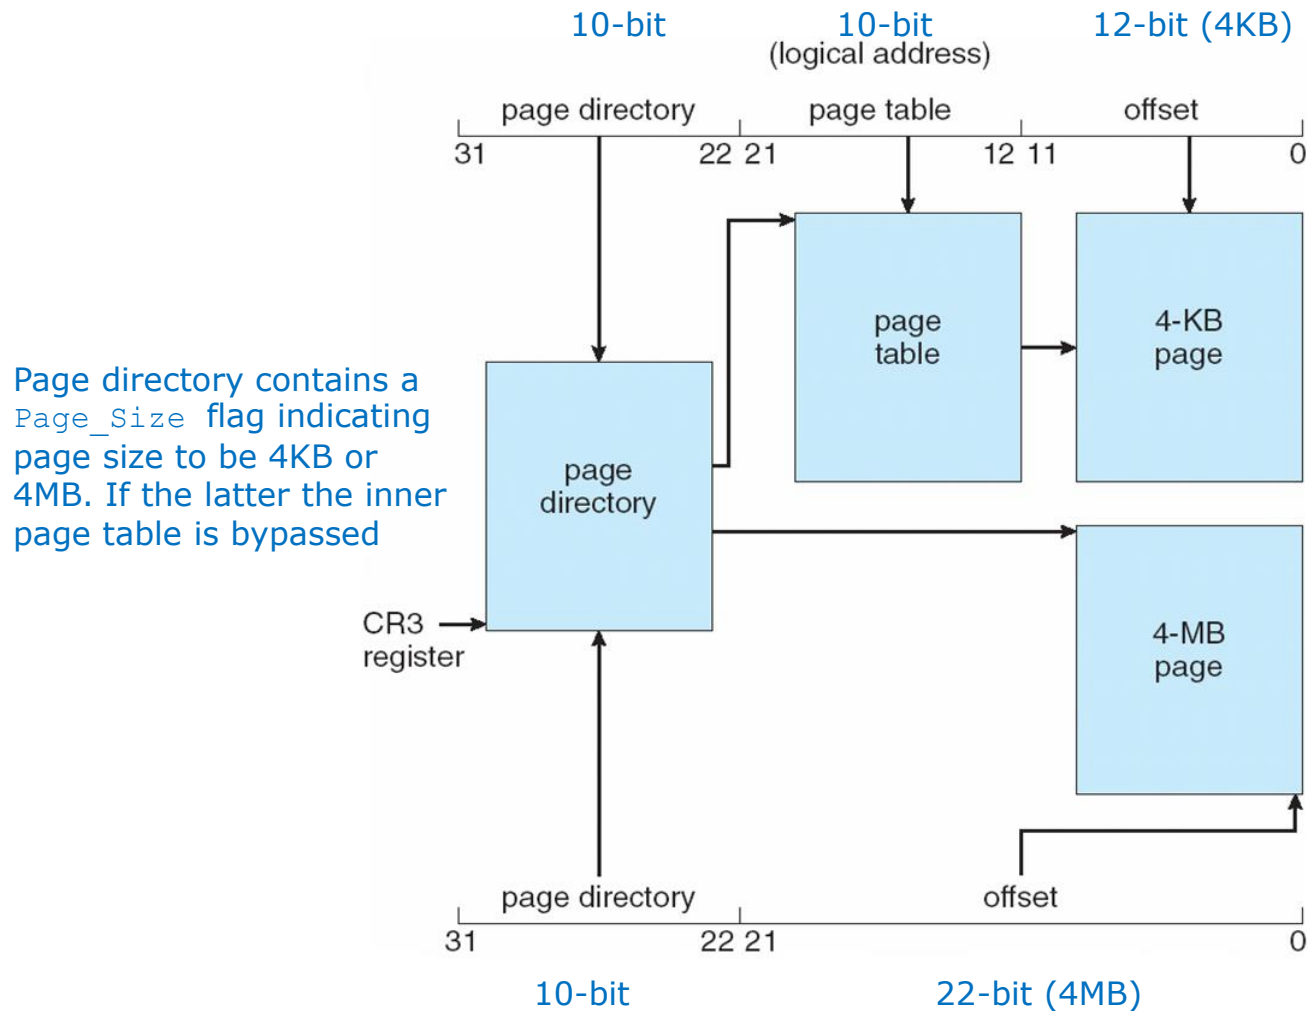 10-bit 10-bit 12-bit (4KB)
(logical address)
page directory page table offset
31 22 21 12 11 0
page
table
4-KB
page
Page directory contains a
Page_Size flag indicating
page size to be 4KB or
4MB. If the latter the inner
page table is bypassed
page
directory
CR3
register
4-MB
page
page directory offset
31 22 21 0
10-bit 22-bit (4MB)